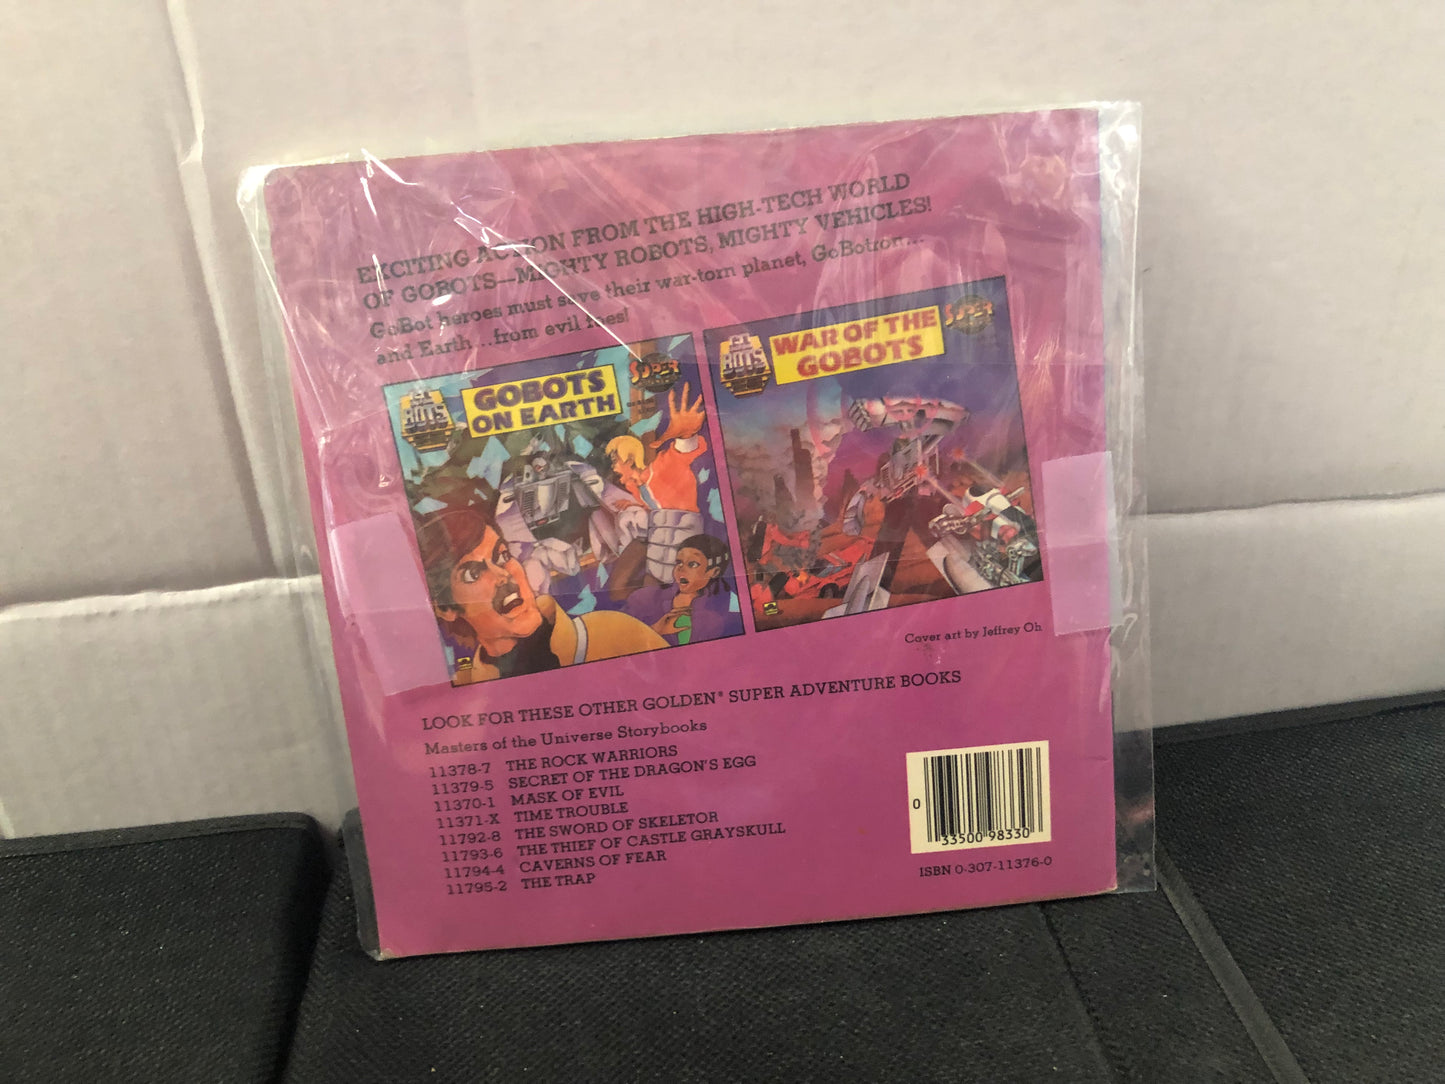 EXCITING ACTION FROM THE HIGH-TECH WORLD
OF GOBOTS—MIGHTY ROBOTS, MIGHTY VEHICLES!
GoBot heroes must save their war-torn planet, GoBotron...
and Earth...from evil foes!
BOTS
GOBOTS
ON EARTH
SUPER
BOTS
WAR OF THE
GOBOTS
SUPER
Cover art by Jeffrey Oh
LOOK FOR THESE OTHER GOLDEN® SUPER ADVENTURE BOOKS
Masters of the Universe Storybooks
11378-7 THE ROCK WARRIORS
11379-5 SECRET OF THE DRAGON'S EGG
11370-1 MASK OF EVIL
11371-X TIME TROUBLE
11792-8 THE SWORD OF SKELETOR
11793-6 THE THIEF OF CASTLE GRAYSKULL
11794-4 CAVERNS OF FEAR
11795-2 THE TRAP
0 33500 98330
ISBN 0-307-11376-0